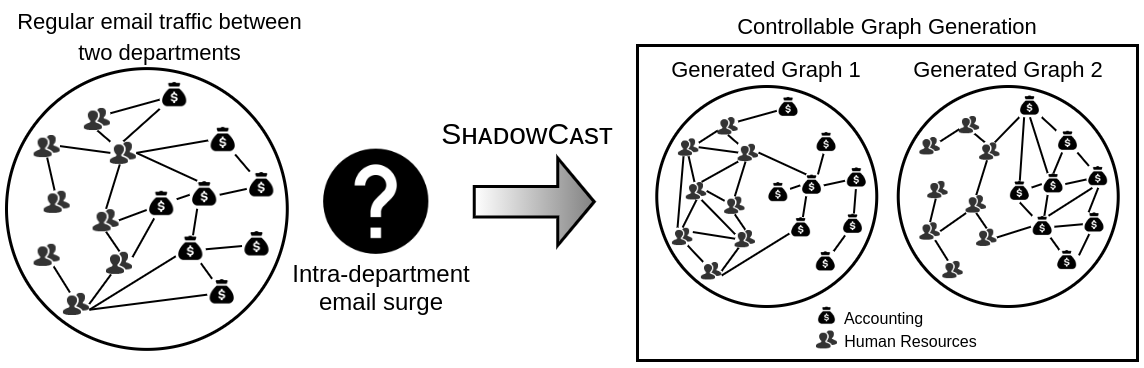 Regular email traffic between
two departments
Intra-department
email surge
SHADOWCAST
Controllable Graph Generation
Generated Graph 1
Generated Graph 2
Accounting
Human Resources